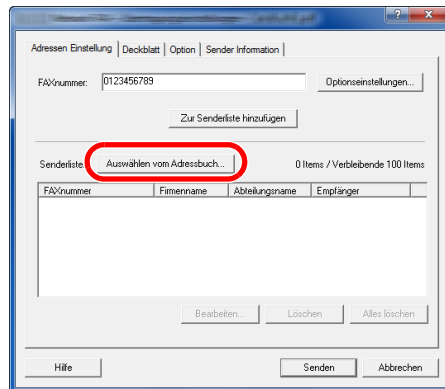 Adressen Einstellung Deckblatt Option Sender Information
FAXnummer: 0123456789 Optionseinstellungen...
Zur Senderliste hinzufügen
Senderliste: Auswählen vom Adressbuch... 0 Items / Verbleibende 100 Items
FAXnummer Firmenname Abteilungsname Empfänger
Bearbeiten... Löschen Alles löschen
Hilfe Senden Abbrechen